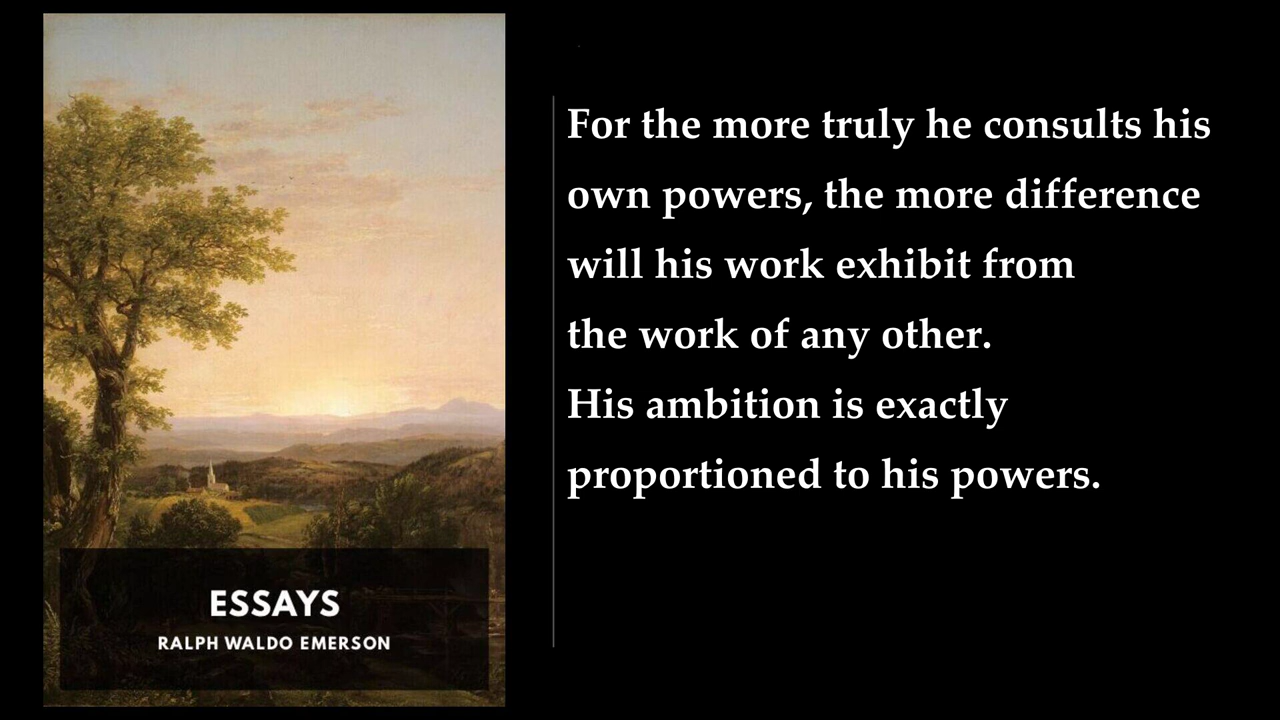 ESSAYS
RALPH WALDO EMERSON
For the more truly he consults his
own powers, the more difference
will his work exhibit from
the work of any other.
His ambition is exactly
proportioned to his powers.